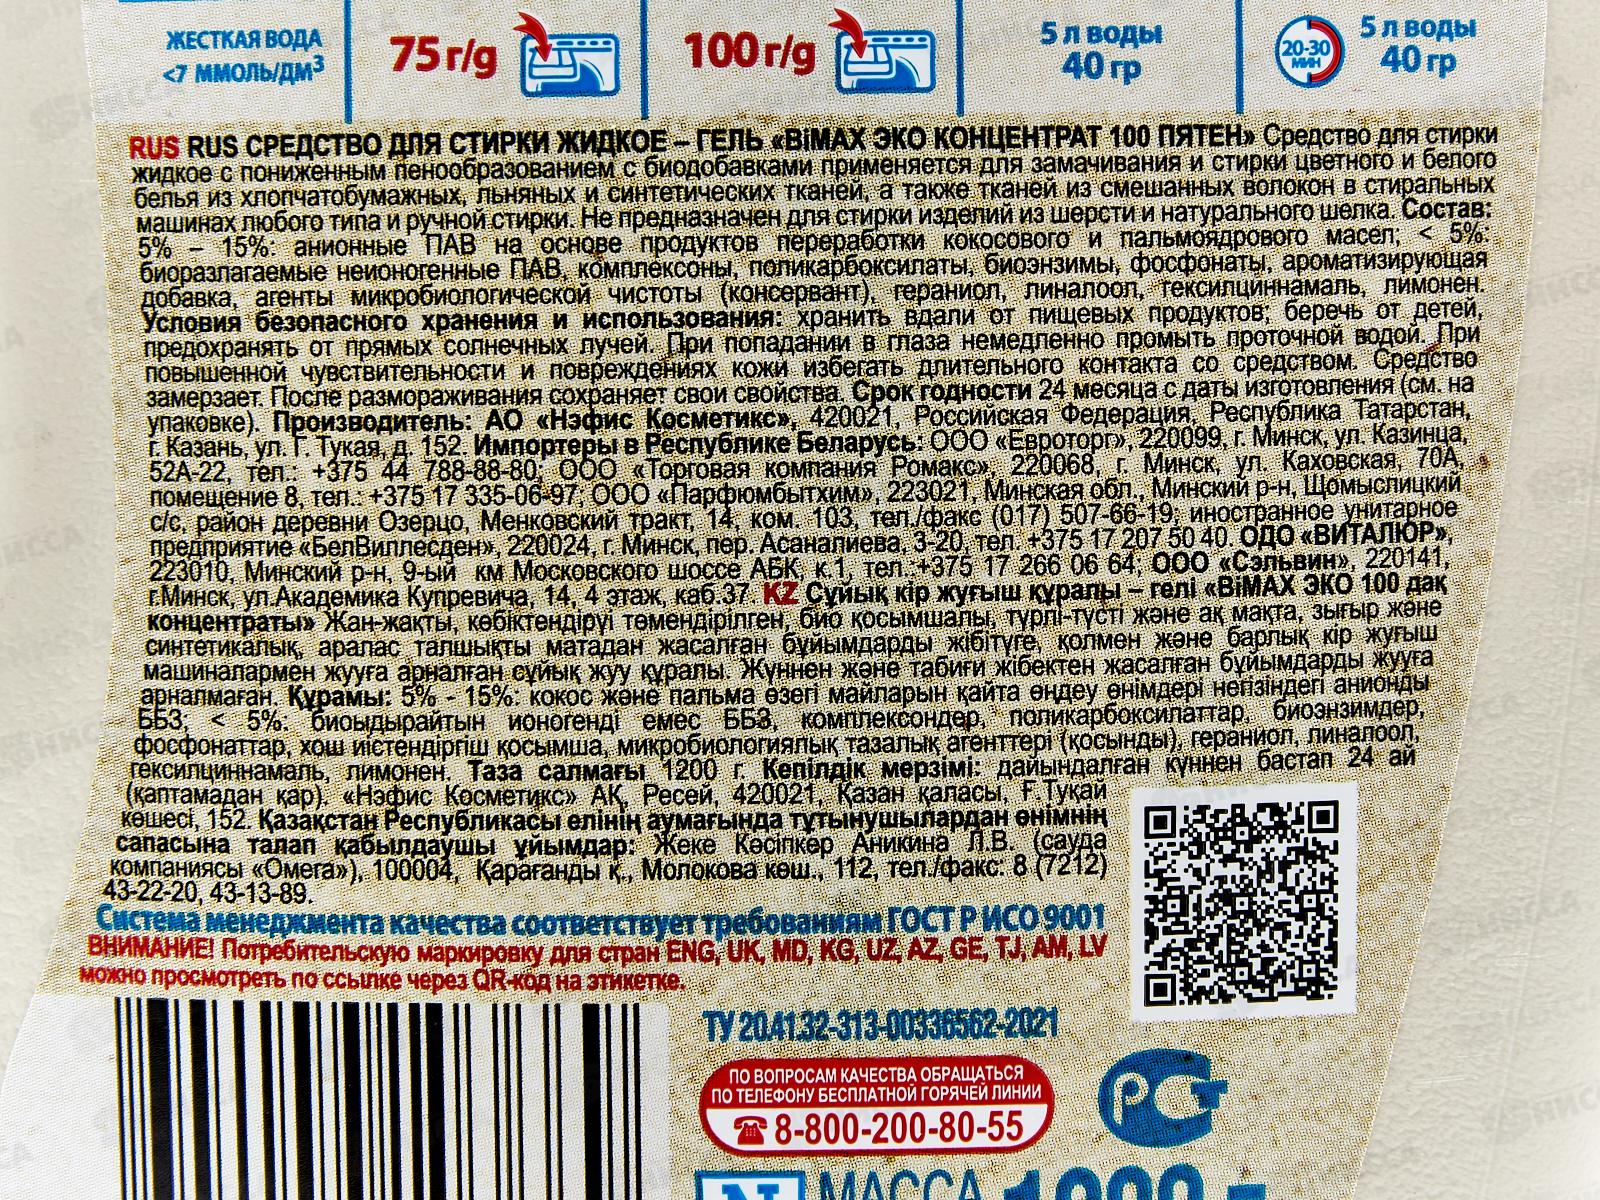 ЖЕСТКАЯ ВОДА
<7 ММОЛЬ/ДМ³
75 г/g
100 г/g
5 л воды
40 гр
20-30
МИН
5 л воды
40 гр
RUS RUS СРЕДСТВО ДЛЯ СТИРКИ ЖИДКОЕ – ГЕЛЬ «BiMAX ЭКО КОНЦЕНТРАТ 100 ПЯТЕН» Средство для стирки
жидкое с пониженным пенообразованием с биодобавками применяется для замачивания и стирки цветного и белого
белья из хлопчатобумажных, льняных и синтетических тканей, а также тканей из смешанных волокон в стиральных
машинах любого типа и ручной стирки. Не предназначен для стирки изделий из шерсти и натурального шелка. Состав:
5% – 15%: анионные ПАВ на основе продуктов переработки кокосового и пальмоядрового масел; < 5%:
биоразлагаемые неионогенные ПАВ, комплексоны, поликарбоксилаты, биоэнзимы, фосфонаты, ароматизирующая
добавка, агенты микробиологической чистоты (консервант), гераниол, линалоол, гексилциннамаль, лимонен.
Условия безопасного хранения и использования: хранить вдали от пищевых продуктов; беречь от детей,
предохранять от прямых солнечных лучей. При попадании в глаза немедленно промыть проточной водой. При
повышенной чувствительности и повреждениях кожи избегать длительного контакта со средством. Средство
замерзает. После размораживания сохраняет свои свойства. Срок годности 24 месяца с даты изготовления (см. на
упаковке). Производитель: АО «Нэфис Косметикс», 420021, Российская Федерация, Республика Татарстан,
г. Казань, ул. Г. Тукая, д. 152. Импортеры в Республике Беларусь: ООО «Евроторг», 220099, г. Минск, ул. Казинца,
52А-22, тел.: +375 44 788-88-80; ООО «Торговая компания Ромакс», 220068, г. Минск, ул. Каховская, 70А,
помещение 8, тел.: +375 17 335-06-97; ООО «Парфюмбытхим», 223021, Минская обл., Минский р-н, Щомыслицкий
с/с, район деревни Озерцо, Менковский тракт, 14, ком. 103, тел./факс (017) 507-66-19; иностранное унитарное
предприятие «БелВиллесден», 220024, г. Минск, пер. Асаналиева, 3-20, тел. +375 17 207 50 40. ОДО «ВИТАЛЮР»,
223010, Минский р-н, 9-ый км Московского шоссе АБК, к.1, тел.:+375 17 266 06 64; ООО «Сэльвин», 220141,
г.Минск, ул.Академика Купревича, 14, 4 этаж, каб.37. KZ Сұйық кір жуғыш құралы – гелі «BiMAX ЭКО 100 дақ
концентраты» Жан-жақты, көбіктендіруі төмендірілген, био қосымшалы, түрлі-түсті және ақ мақта, зығыр және
синтетикалық, аралас талшықты матадан жасалған бұйымдарды жібітуге, қолмен және барлық кір жуғыш
машиналармен жууға арналған сұйық жуу құралы. Жүннен және табиғи жібектен жасалған бұйымдарды жууға
арналмаған. Құрамы: 5% - 15%: кокос және пальма өзегі майларын қайта өңдеу өнімдері негізіндегі анионды
ББЗ; < 5%: биоыдырайтын ионогенді емес ББЗ, комплексондер, поликарбоксилаттар, биоэнзимдер,
фосфонаттар, хош иістендіргіш қосымша, микробиологиялық тазалық агенттері (қосынды), гераниол, линалоол,
гексилциннамаль, лимонен. Таза салмағы 1200 г. Кепілдік мерзімі: дайындалған күннен бастап 24 ай
(қаптамадан қар). «Нэфис Косметикс» АҚ, Ресей, 420021, Қазан қаласы, Ғ.Тукай
көшесі, 152. Қазақстан Республикасы елінің аумағында тұтынушылардан өнімнің
сапасына талап қабылдаушы ұйымдар: Жеке Кәсіпкер Аникина Л.В. (сауда
компаниясы «Омега»), 100004, Қарағанды қ., Молокова көш., 112, тел./факс: 8 (7212)
43-22-20, 43-13-89.
Система менеджмента качества соответствует требованиям ГОСТ Р ИСО 9001
ВНИМАНИЕ! Потребительскую маркировку для стран ENG, UK, MD, KG, UZ, AZ, GE, TJ, AM, LV
можно просмотреть по ссылке через QR-код на этикетке.
ТУ 20.41.32-313-00336562-2021
ПО ВОПРОСАМ КАЧЕСТВА ОБРАЩАТЬСЯ
ПО ТЕЛЕФОНУ БЕСПЛАТНОЙ ГОРЯЧЕЙ ЛИНИИ
8-800-200-80-55
РСТ
МАССА